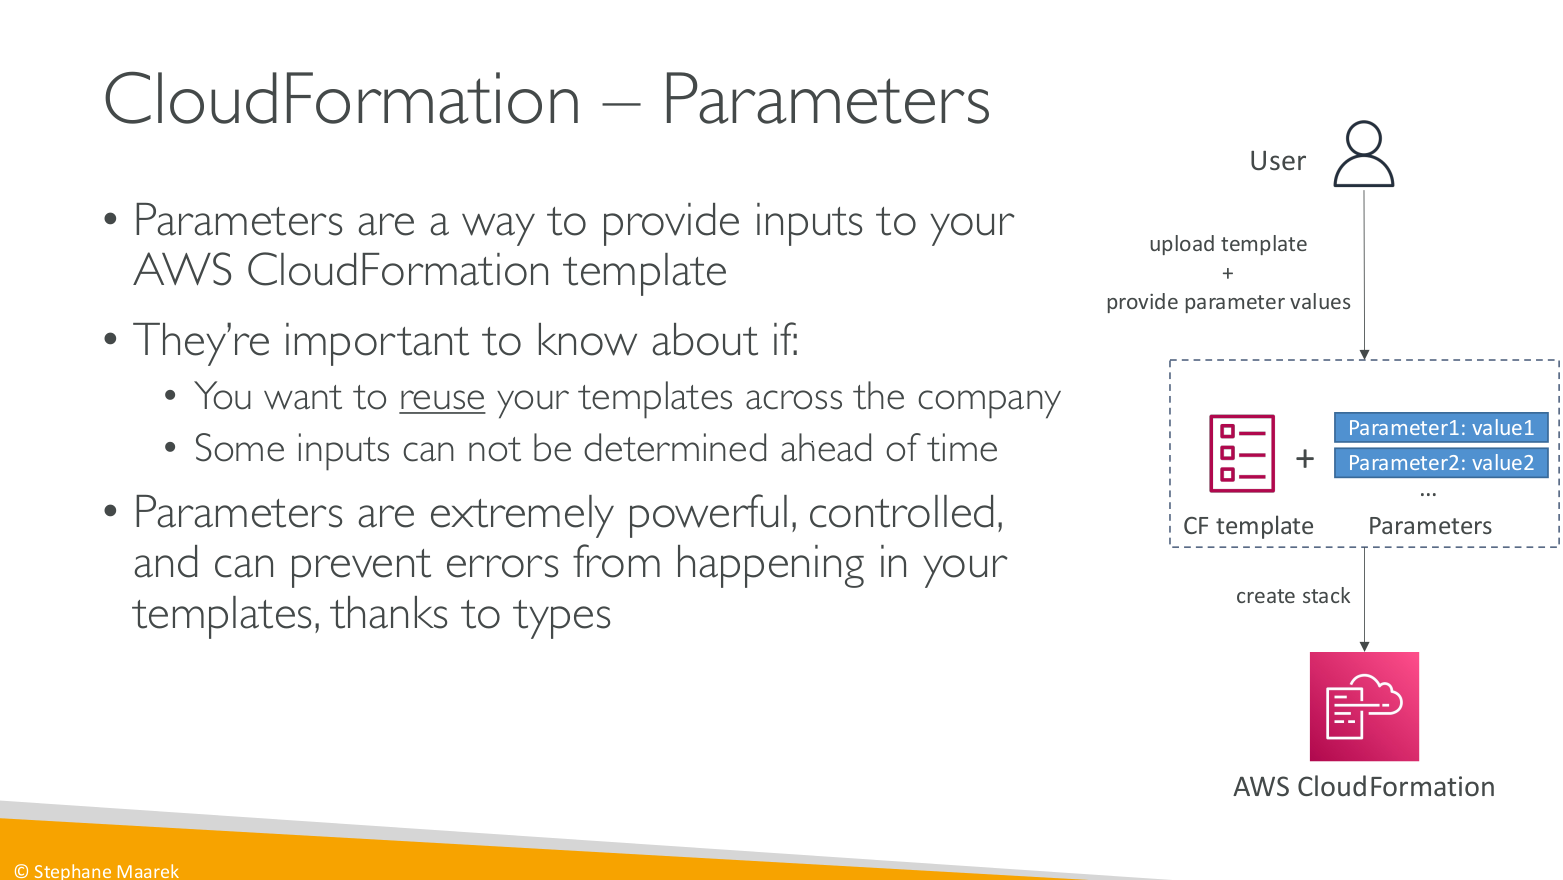 CloudFormation – Parameters
• Parameters are a way to provide inputs to your
AWS CloudFormation template
• They’re important to know about if:
• You want to reuse your templates across the company
• Some inputs can not be determined ahead of time
• Parameters are extremely powerful, controlled,
and can prevent errors from happening in your
templates, thanks to types
User
upload template
+
provide parameter values
Parameter1: value1
+
Parameter2: value2
...
CF template
Parameters
create stack
AWS CloudFormation
© Stephane Maarek